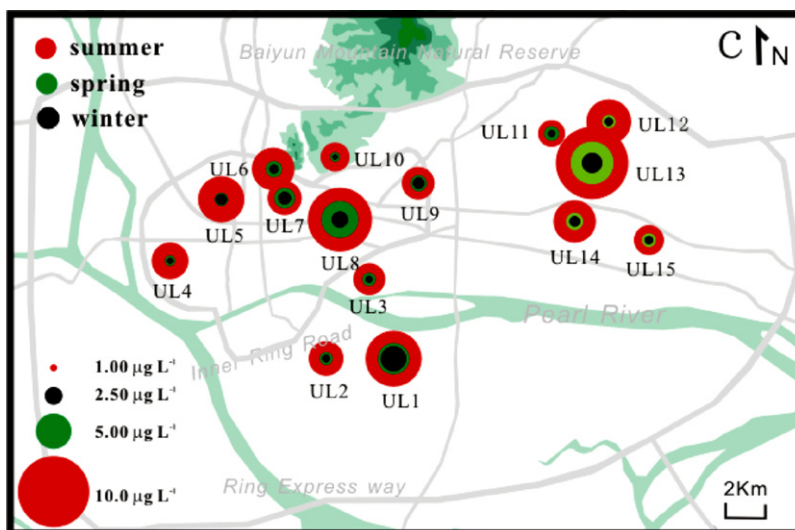 summer
spring
winter
Baiyun Mountain Natural Reserve
C N
UL11
UL12
UL10
UL6
UL13
UL9
UL7
UL5
UL14
UL15
UL8
UL4
UL3
Pearl River
Inner Ring Road
1.00 μg L⁻¹
2.50 μg L⁻¹
5.00 μg L⁻¹
10.0 μg L⁻¹
UL2
UL1
Ring Express way
2Km